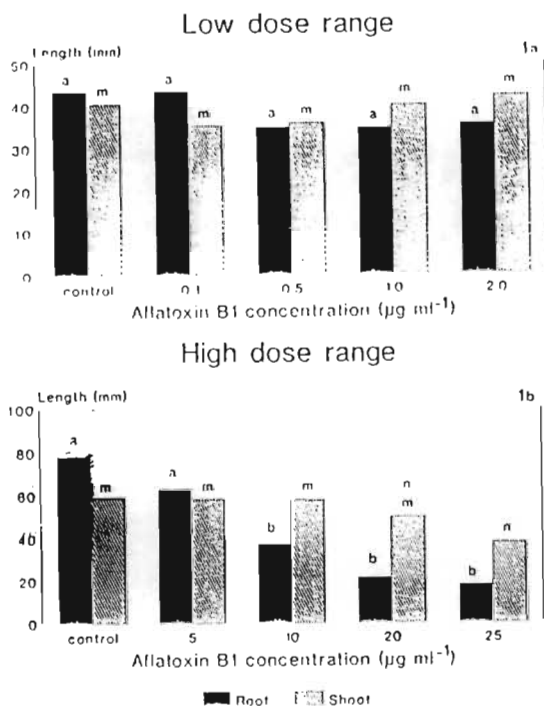 Low dose range
Length (mm) 1a
50 a m a m a m a m a m
40
30
20
10
0
control 0.1 0.5 1.0 2.0
Aflatoxin B1 concentration (µg ml⁻¹)
High dose range
Length (mm) 1b
100
80 a m a m b m b n m b n
60
40
20
0
control 5 10 20 25
Aflatoxin B1 concentration (µg ml⁻¹)
Root Shoot